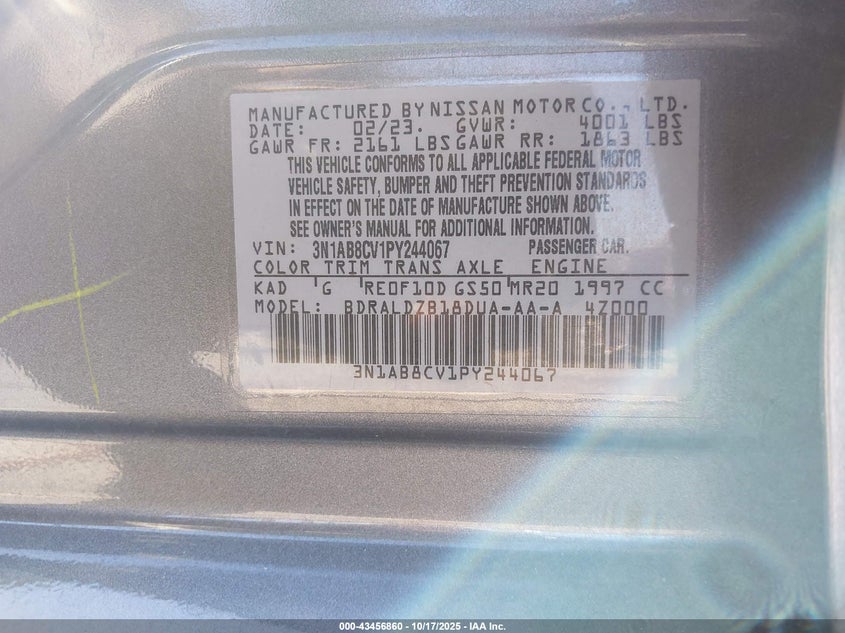 MANUFACTURED BY NISSAN MOTOR CO., LTD.
DATE: 02/23. GVWR: 4001 LBS
GAWR FR: 2161 LBS GAWR RR: 1863 LBS
THIS VEHICLE CONFORMS TO ALL APPLICABLE FEDERAL MOTOR
VEHICLE SAFETY, BUMPER AND THEFT PREVENTION STANDARDS
IN EFFECT ON THE DATE OF MANUFACTURE SHOWN ABOVE.
SEE OWNER'S MANUAL FOR ADDITIONAL INFORMATION.
VIN: 3N1AB8CV1PY244067 PASSENGER CAR.
COLOR TRIM TRANS AXLE ENGINE
KAD G RE0F10D GS50 MR20 1997 CC
MODEL: BDRALDZB18DUA-AA-A 4Z000
3N1AB8CV1PY244067
000-43456860 - 10/17/2025 - IAA Inc.